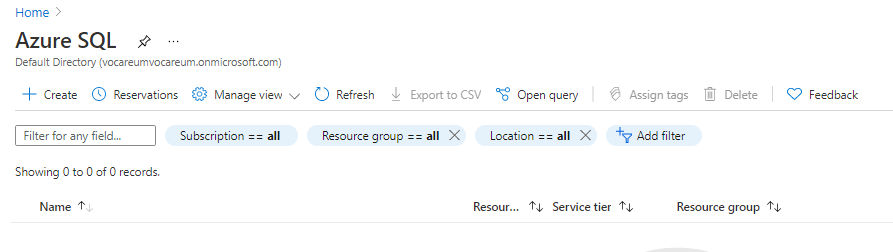 Home >
Azure SQL ...
Default Directory (vocareumvocareum.onmicrosoft.com)
+ Create Reservations Manage view Refresh Export to CSV Open query Assign tags Delete Feedback
Filter for any field... Subscription == all Resource group == all Location == all Add filter
Showing 0 to 0 of 0 records.
Name ↑↓ Resour... ↑↓ Service tier ↑↓ Resource group ↑↓